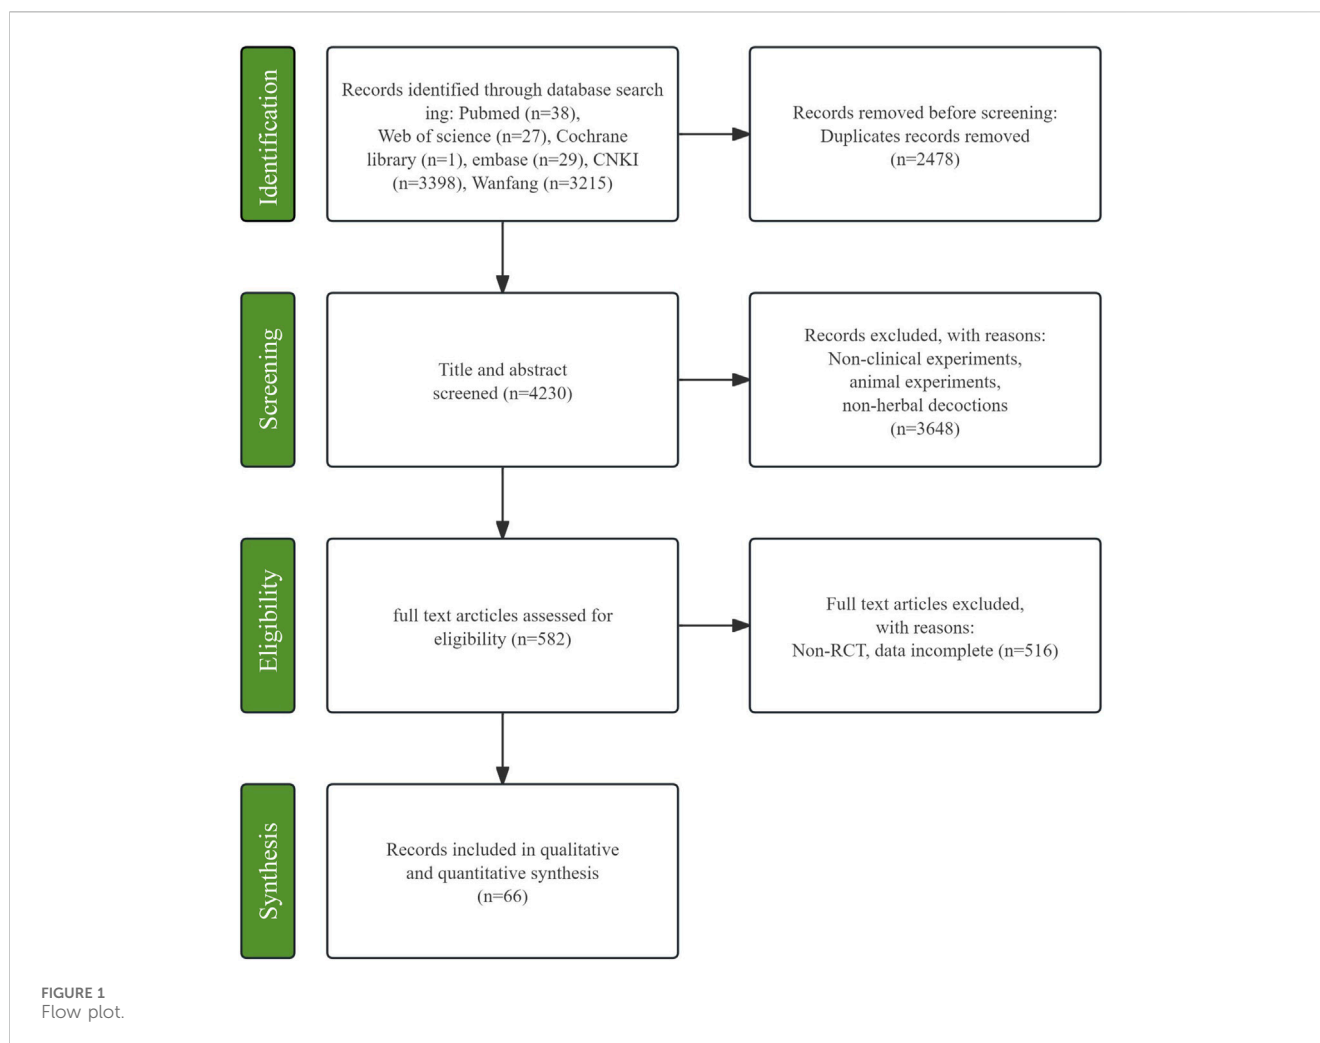 Identification
Records identified through database search
ing: Pubmed (n=38),
Web of science (n=27), Cochrane
library (n=1), embase (n=29), CNKI
(n=3398), Wanfang (n=3215)
Records removed before screening:
Duplicates records removed
(n=2478)
Screening
Title and abstract
screened (n=4230)
Records excluded, with reasons:
Non-clinical experiments,
animal experiments,
non-herbal decoctions
(n=3648)
Eligibility
full text arcticles assessed for
eligibility (n=582)
Full text articles excluded,
with reasons:
Non-RCT, data incomplete (n=516)
Synthesis
Records included in qualitative
and quantitative synthesis
(n=66)
FIGURE 1
Flow plot.